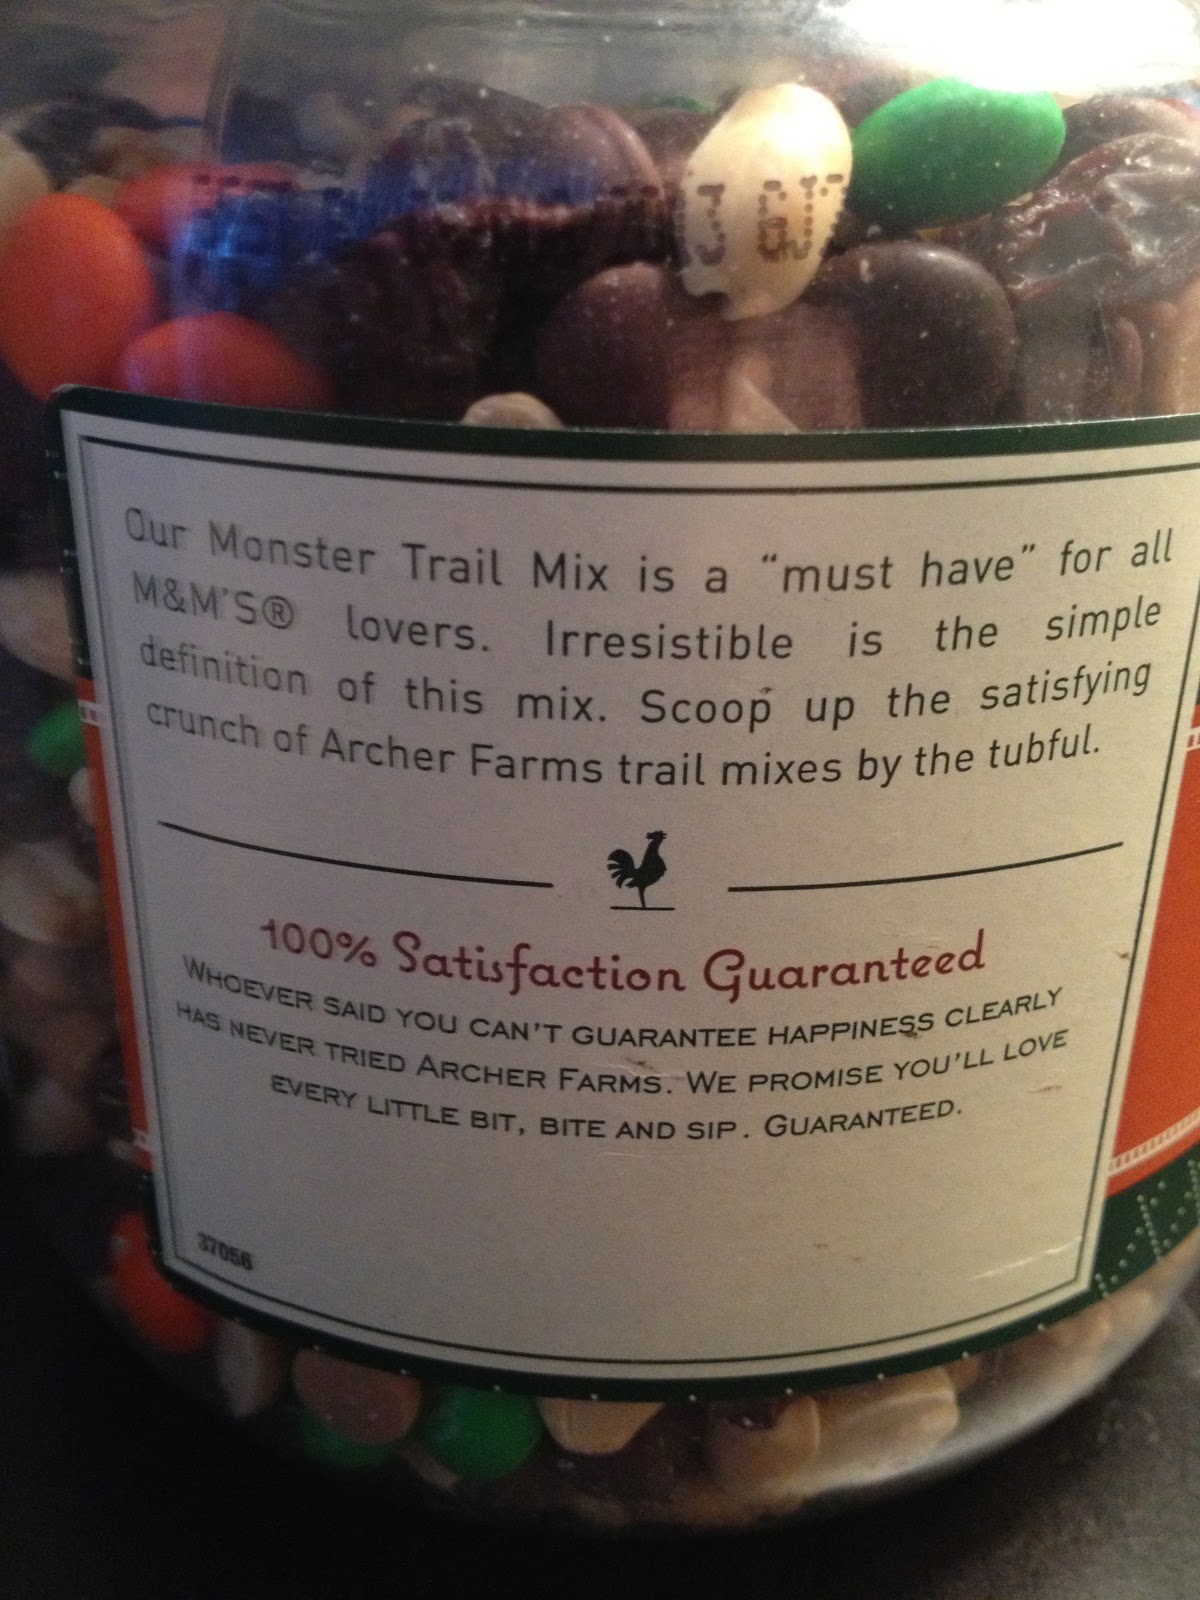 Our Monster Trail Mix is a “must have” for all
M&M'S® lovers. Irresistible is the simple
definition of this mix. Scoop up the satisfying
crunch of Archer Farms trail mixes by the tubful.
100% Satisfaction Guaranteed
WHOEVER SAID YOU CAN'T GUARANTEE HAPPINESS CLEARLY
HAS NEVER TRIED ARCHER FARMS. WE PROMISE YOU'LL LOVE
EVERY LITTLE BIT, BITE AND SIP. GUARANTEED.
37056